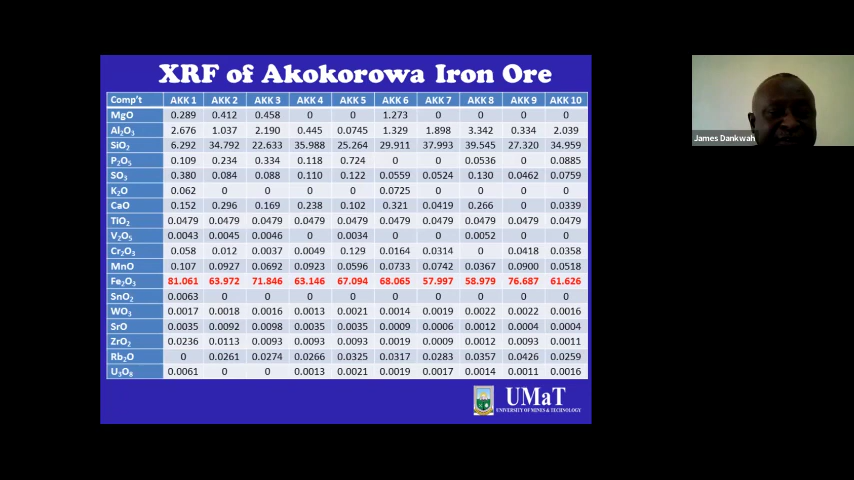 XRF of Akokorowa Iron Ore
Comp't AKK 1 AKK 2 AKK 3 AKK 4 AKK 5 AKK 6 AKK 7 AKK 8 AKK 9 AKK 10
MgO 0.289 0.412 0.458 0 0 1.273 0 0 0 0
Al₂O₃ 2.676 1.037 2.190 0.445 0.0745 1.329 1.898 3.342 0.334 2.039
SiO₂ 6.292 34.792 22.633 35.988 25.264 29.911 37.993 39.545 27.320 34.959
P₂O₅ 0.109 0.234 0.334 0.118 0.724 0 0 0.0536 0 0.0885
SO₃ 0.380 0.084 0.088 0.110 0.122 0.0559 0.0524 0.130 0.0462 0.0759
K₂O 0.062 0 0 0 0 0.0725 0 0 0 0
CaO 0.152 0.296 0.169 0.238 0.102 0.321 0.0419 0.266 0 0.0339
TiO₂ 0.0479 0.0479 0.0479 0.0479 0.0479 0.0479 0.0479 0.0479 0.0479 0.0479
V₂O₅ 0.0043 0.0045 0.0046 0 0.0034 0 0 0.0052 0 0
Cr₂O₃ 0.058 0.012 0.0037 0.0049 0.129 0.0164 0.0314 0 0.0418 0.0358
MnO 0.107 0.0927 0.0692 0.0923 0.0596 0.0733 0.0742 0.0367 0.0900 0.0518
Fe₂O₃ 81.061 63.972 71.846 63.146 67.094 68.065 57.997 58.979 76.687 61.626
SnO₂ 0.0063 0 0 0 0 0 0 0 0 0
WO₃ 0.0017 0.0018 0.0016 0.0013 0.0021 0.0014 0.0019 0.0022 0.0022 0.0016
SrO 0.0035 0.0092 0.0098 0.0035 0.0035 0.0009 0.0006 0.0012 0.0004 0.0004
ZrO₂ 0.0236 0.0113 0.0093 0.0093 0.0093 0.0019 0.0009 0.0012 0.0093 0.0011
Rb₂O 0 0.0261 0.0274 0.0266 0.0325 0.0317 0.0283 0.0357 0.0426 0.0259
U₃O₈ 0.0061 0 0 0.0013 0.0021 0.0019 0.0017 0.0014 0.0011 0.0016
UMaT
UNIVERSITY OF MINES & TECHNOLOGY
James Dankwah